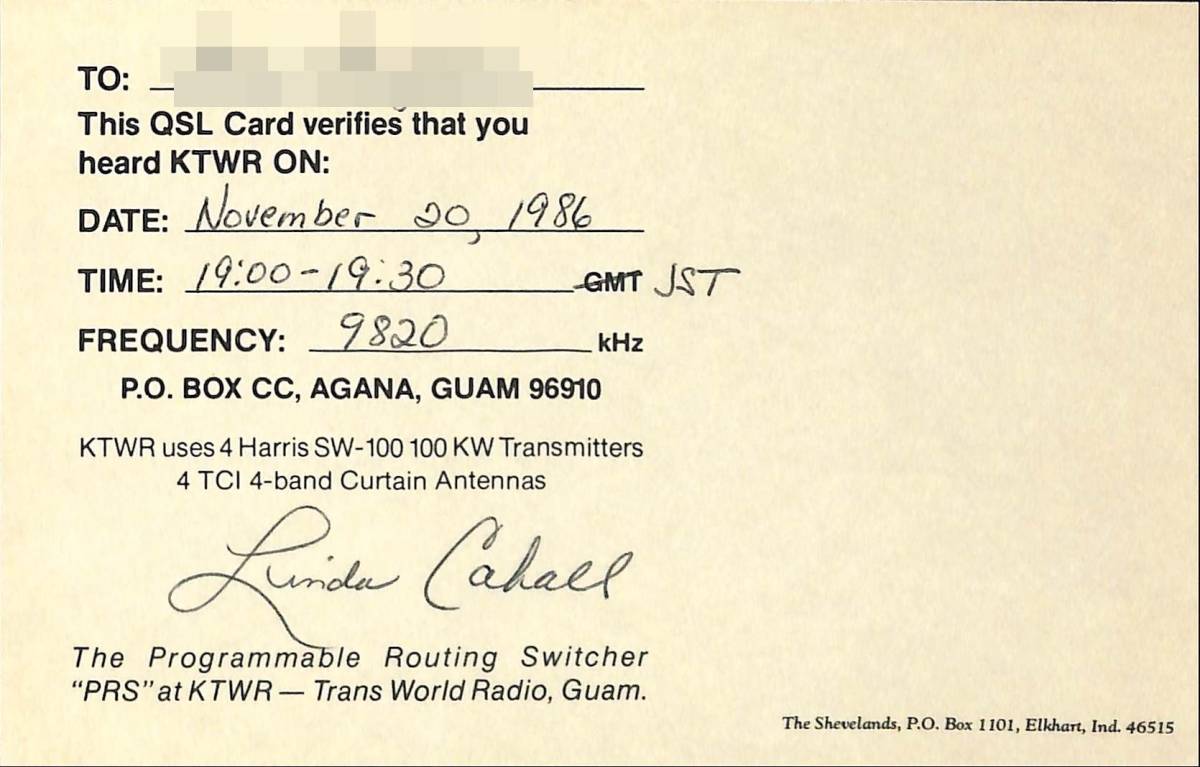 TO:
This QSL Card verifies that you
heard KTWR ON:
DATE: November 20, 1986
TIME: 19:00-19:30 GMT JST
FREQUENCY: 9820 kHz
P.O. BOX CC, AGANA, GUAM 96910
KTWR uses 4 Harris SW-100 100 KW Transmitters
4 TCI 4-band Curtain Antennas
Linda Cahall
The Programmable Routing Switcher
"PRS" at KTWR — Trans World Radio, Guam.
The Shevelands, P.O. Box 1101, Elkhart, Ind. 46515